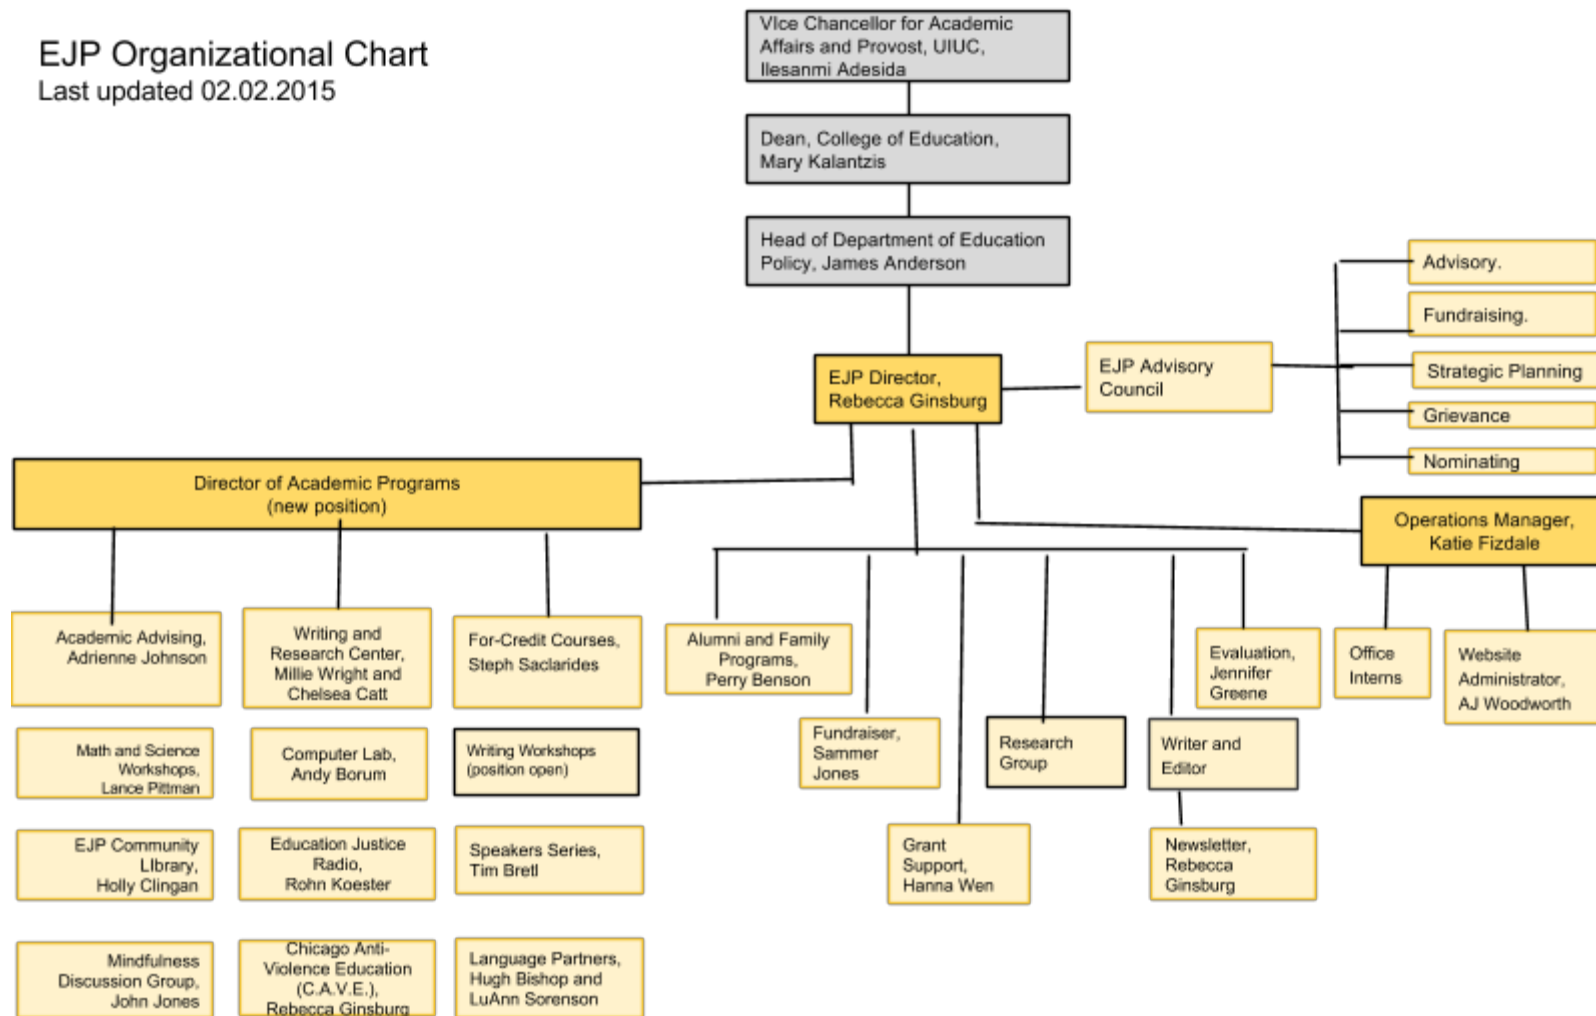 EJP Organizational Chart
Last updated 02.02.2015
VIce Chancellor for Academic
Affairs and Provost, UIUC,
Ilesanmi Adesida
Dean, College of Education,
Mary Kalantzis
Head of Department of Education
Policy, James Anderson
EJP Director,
Rebecca Ginsburg
EJP Advisory
Council
Advisory.
Fundraising.
Strategic Planning
Grievance
Nominating
Director of Academic Programs
(new position)
Operations Manager,
Katie Fizdale
Academic Advising,
Adrienne Johnson
Writing and
Research Center,
Millie Wright and
Chelsea Catt
For-Credit Courses,
Steph Saclarides
Alumni and Family
Programs,
Perry Benson
Evaluation,
Jennifer
Greene
Office
Interns
Website
Administrator,
AJ Woodworth
Math and Science
Workshops,
Lance Pittman
Computer Lab,
Andy Borum
Writing Workshops
(position open)
Fundraiser,
Sammer
Jones
Research
Group
Writer and
Editor
EJP Community
LIbrary,
Holly Clingan
Education Justice
Radio,
Rohn Koester
Speakers Series,
Tim Bretl
Grant
Support,
Hanna Wen
Newsletter,
Rebecca
Ginsburg
Mindfulness
Discussion Group,
John Jones
Chicago Anti-
Violence Education
(C.A.V.E.),
Rebecca Ginsburg
Language Partners,
Hugh Bishop and
LuAnn Sorenson